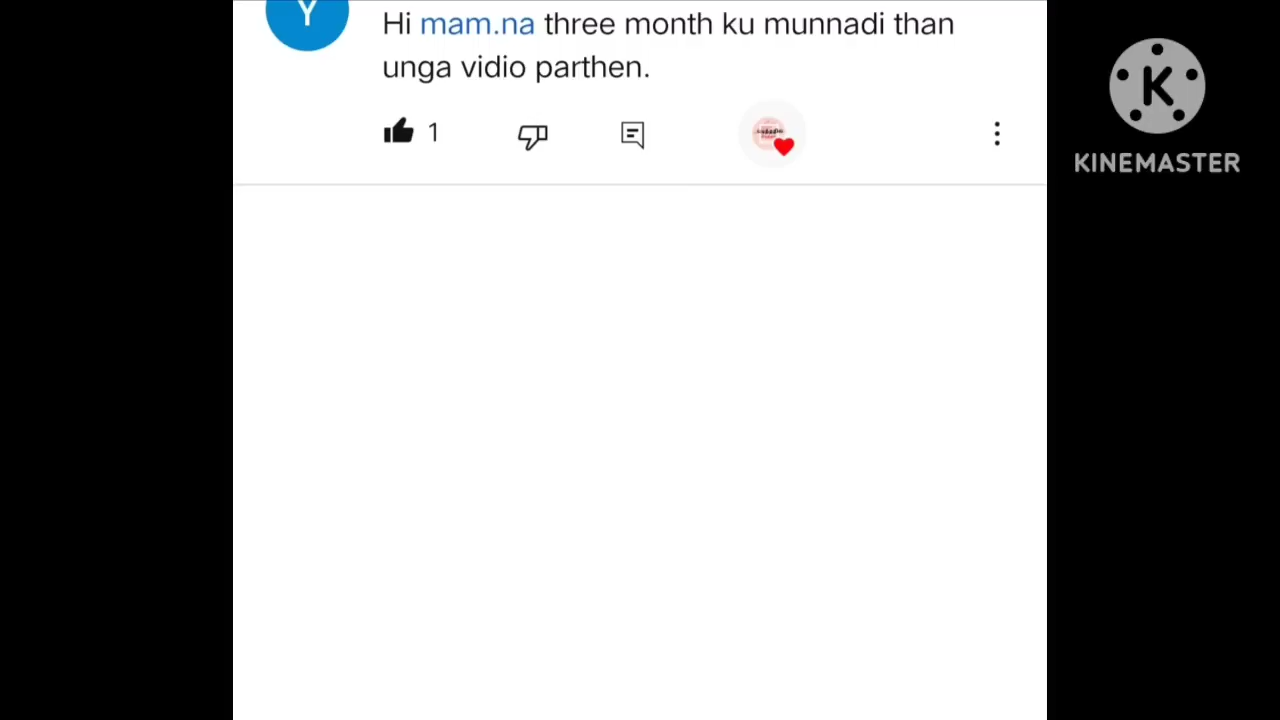 Y
Hi mam.na three month ku munnadi than
unga vidio parthen.
1
K
KINEMASTER